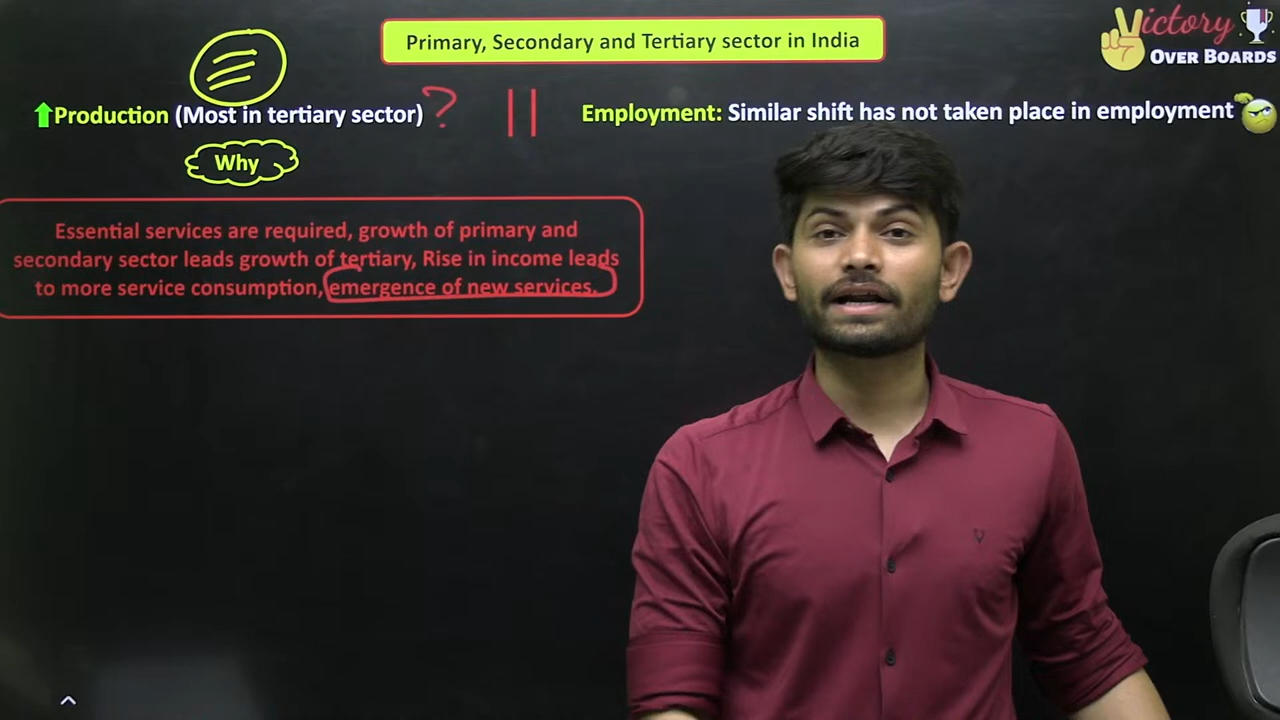 Primary, Secondary and Tertiary sector in India
Victory
OVER BOARDS
Production (Most in tertiary sector) ?
Employment: Similar shift has not taken place in employment
Why
Essential services are required, growth of primary and
secondary sector leads growth of tertiary, Rise in income leads
to more service consumption, emergence of new services.